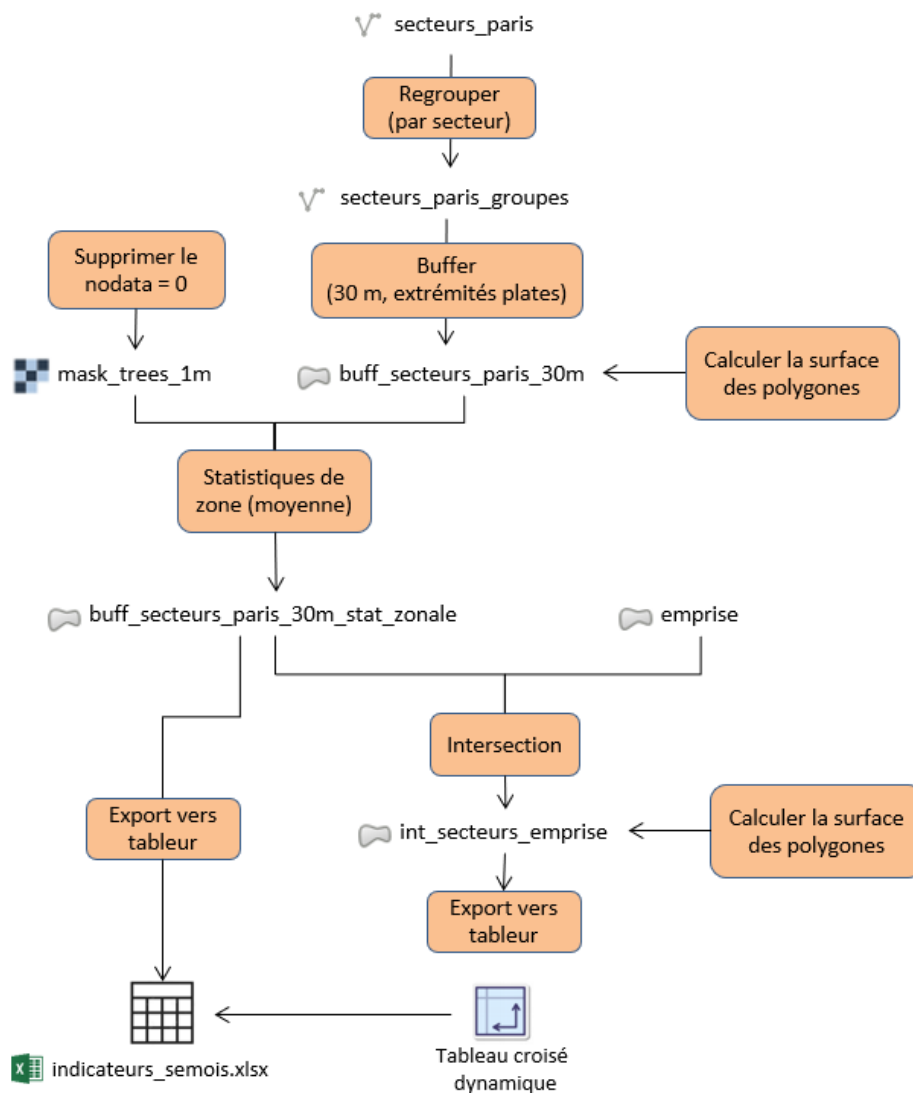 secteurs_paris
Regrouper
(par secteur)
secteurs_paris_groupes
Supprimer le
nodata = 0
Buffer
(30 m, extrémités plates)
mask_trees_1m
buff_secteurs_paris_30m
Calculer la surface
des polygones
Statistiques de
zone (moyenne)
buff_secteurs_paris_30m_stat_zonale
emprise
Intersection
Export vers
tableur
int_secteurs_emprise
Calculer la surface
des polygones
Export vers
tableur
indicateurs_semois.xlsx
Tableau croisé
dynamique